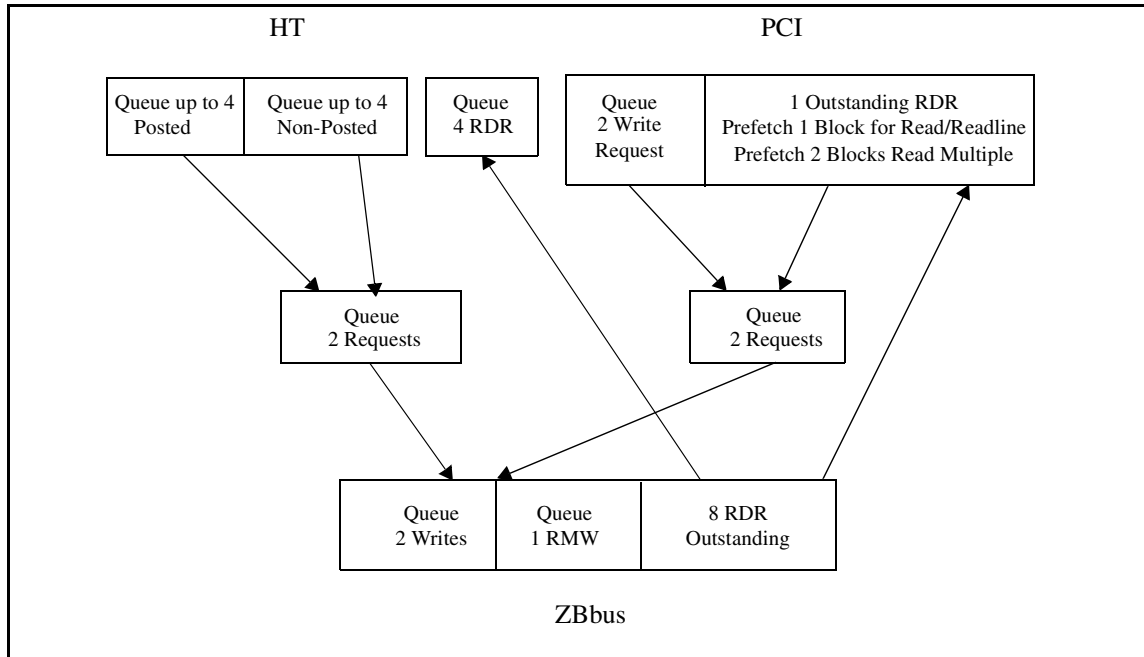 HT
PCI
Queue up to 4
Posted
Queue up to 4
Non-Posted
Queue
4 RDR
Queue
2 Write
Request
1 Outstanding RDR
Prefetch 1 Block for Read/Readline
Prefetch 2 Blocks Read Multiple
Queue
2 Requests
Queue
2 Requests
Queue
2 Writes
Queue
1 RMW
8 RDR
Outstanding
ZBbus